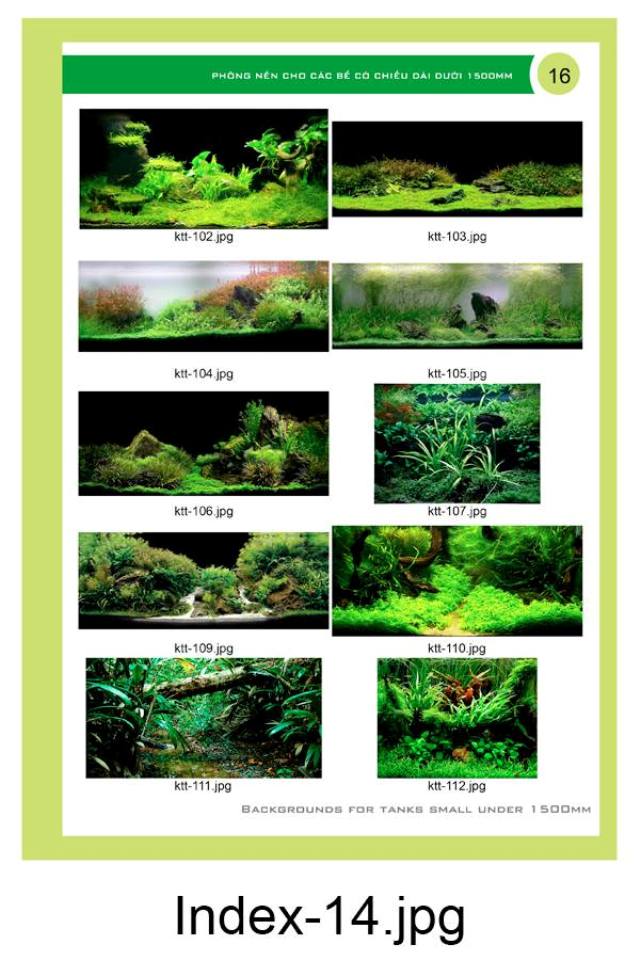 PHÔNG NỀN CHO CÁC BỂ CÓ CHIỀU DÀI DƯỚI 1500MM
16
ktt-102.jpg
ktt-103.jpg
ktt-104.jpg
ktt-105.jpg
ktt-106.jpg
ktt-107.jpg
ktt-109.jpg
ktt-110.jpg
ktt-111.jpg
ktt-112.jpg
BACKGROUNDS FOR TANKS SMALL UNDER 1500MM
Index-14.jpg